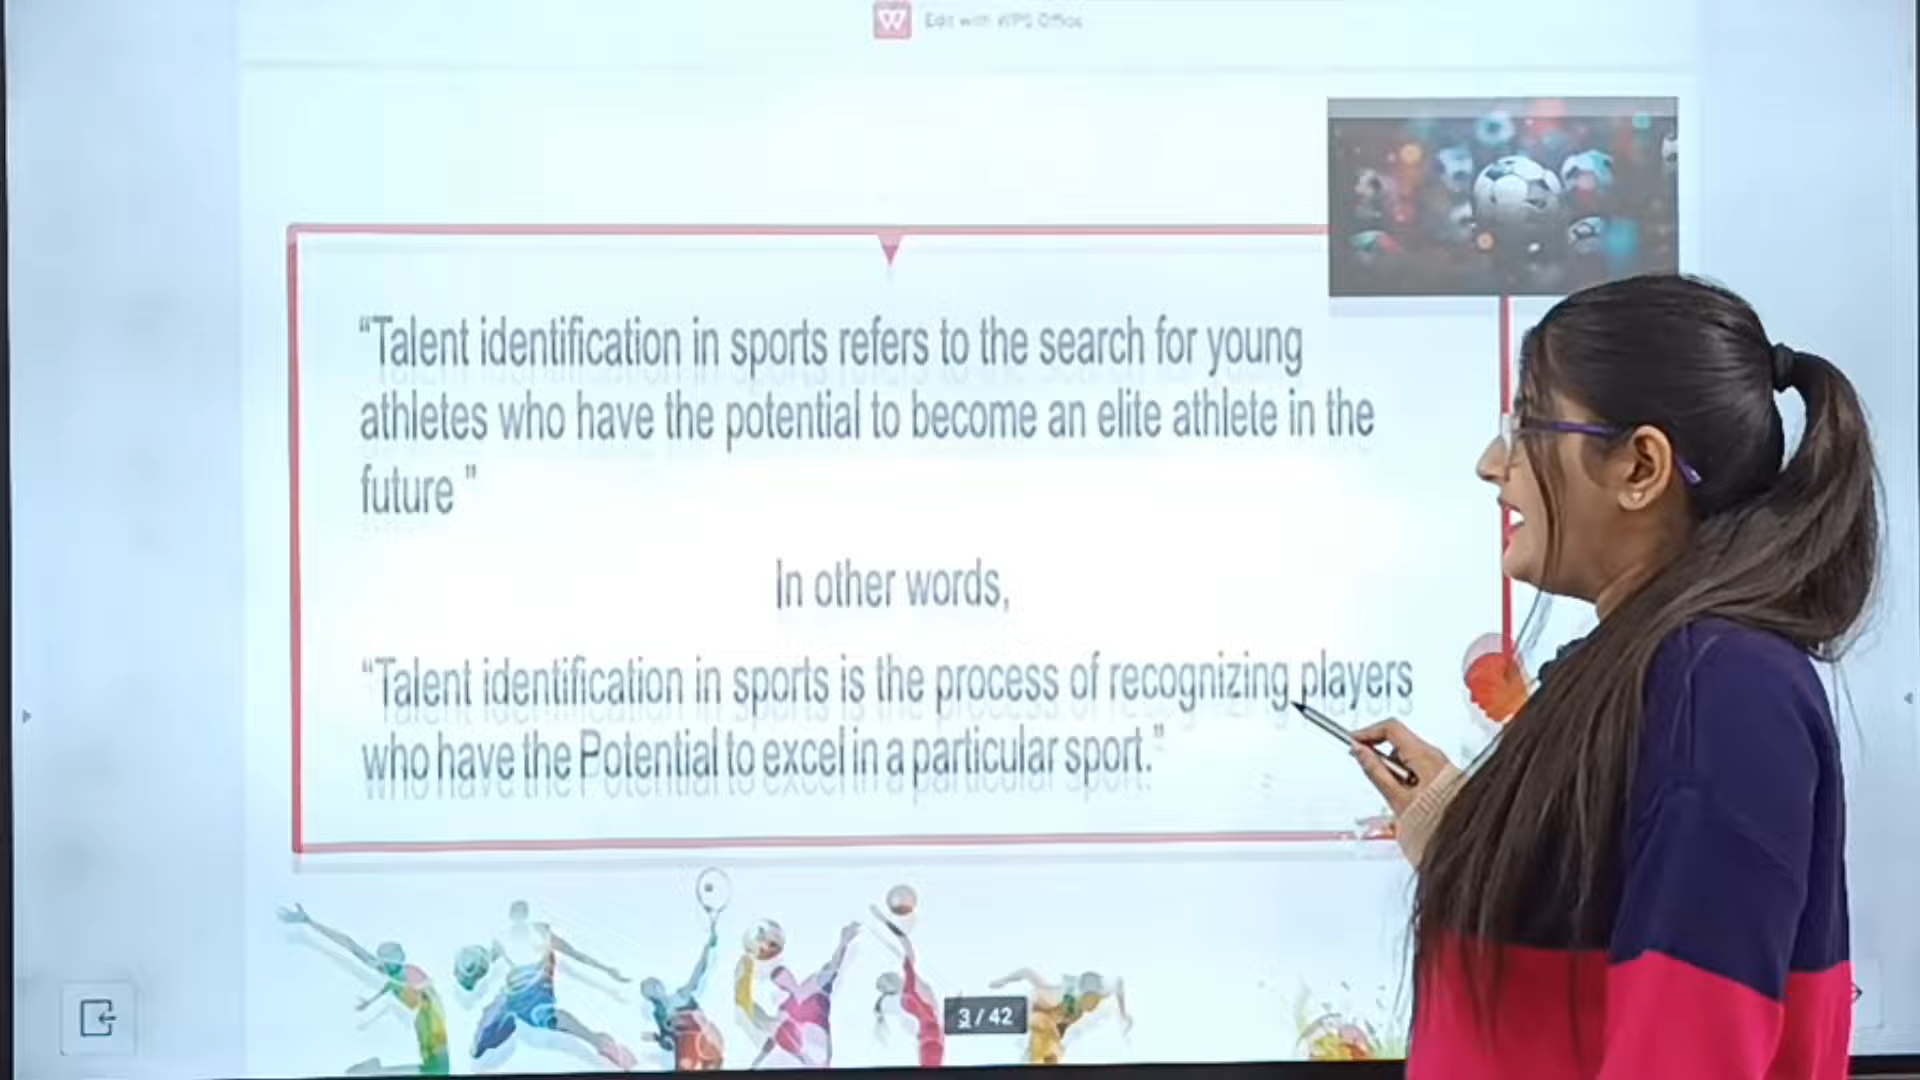 Edit with WPS Office
“Talent identification in sports refers to the search for young
athletes who have the potential to become an elite athlete in the
future ”
In other words,
“Talent identification in sports is the process of recognizing players
who have the Potential to excel in a particular sport.”
3 / 42